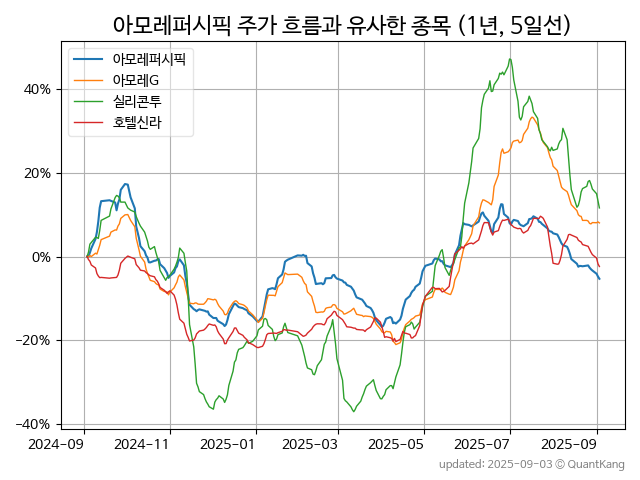 아모레퍼시픽 주가 흐름과 유사한 종목 (1년, 5일선)
아모레퍼시픽
아모레G
실리콘투
호텔신라
40%
20%
0%
−20%
−40%
2024-09 2024-11 2025-01 2025-03 2025-05 2025-07 2025-09
updated: 2025-09-03 © QuantKang